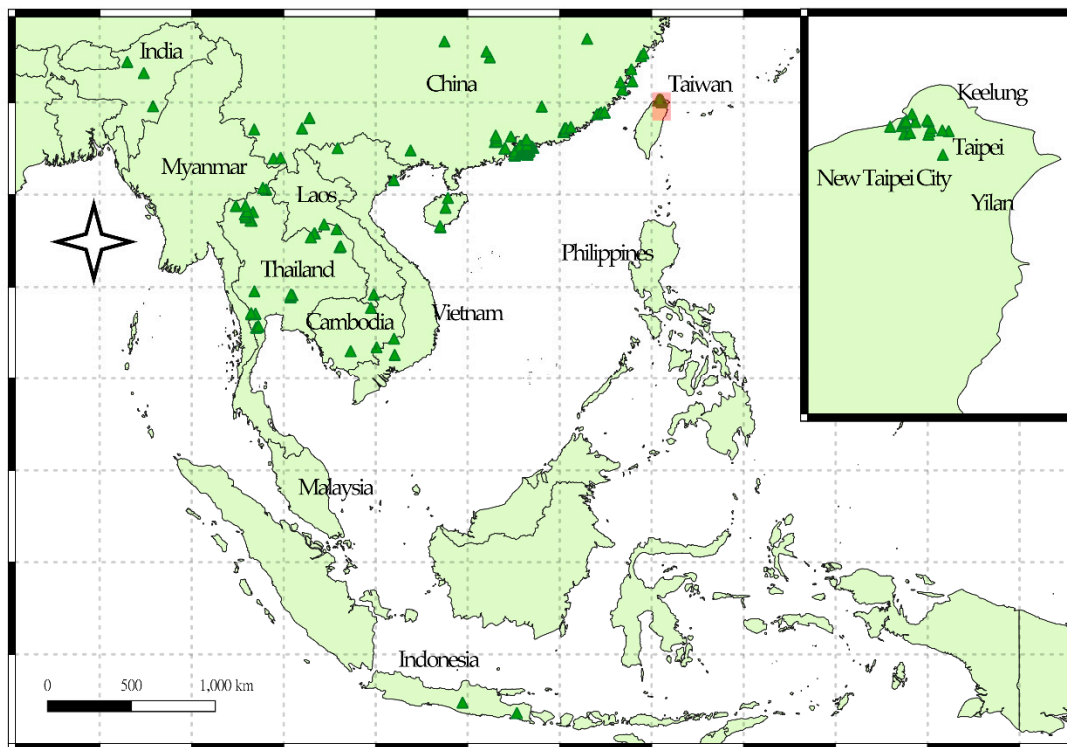 India
China
Taiwan
Keelung
Taipei
New Taipei City
Yilan
Myanmar
Laos
Philippines
Thailand
Cambodia
Vietnam
Malaysia
Indonesia
0 500 1,000 km